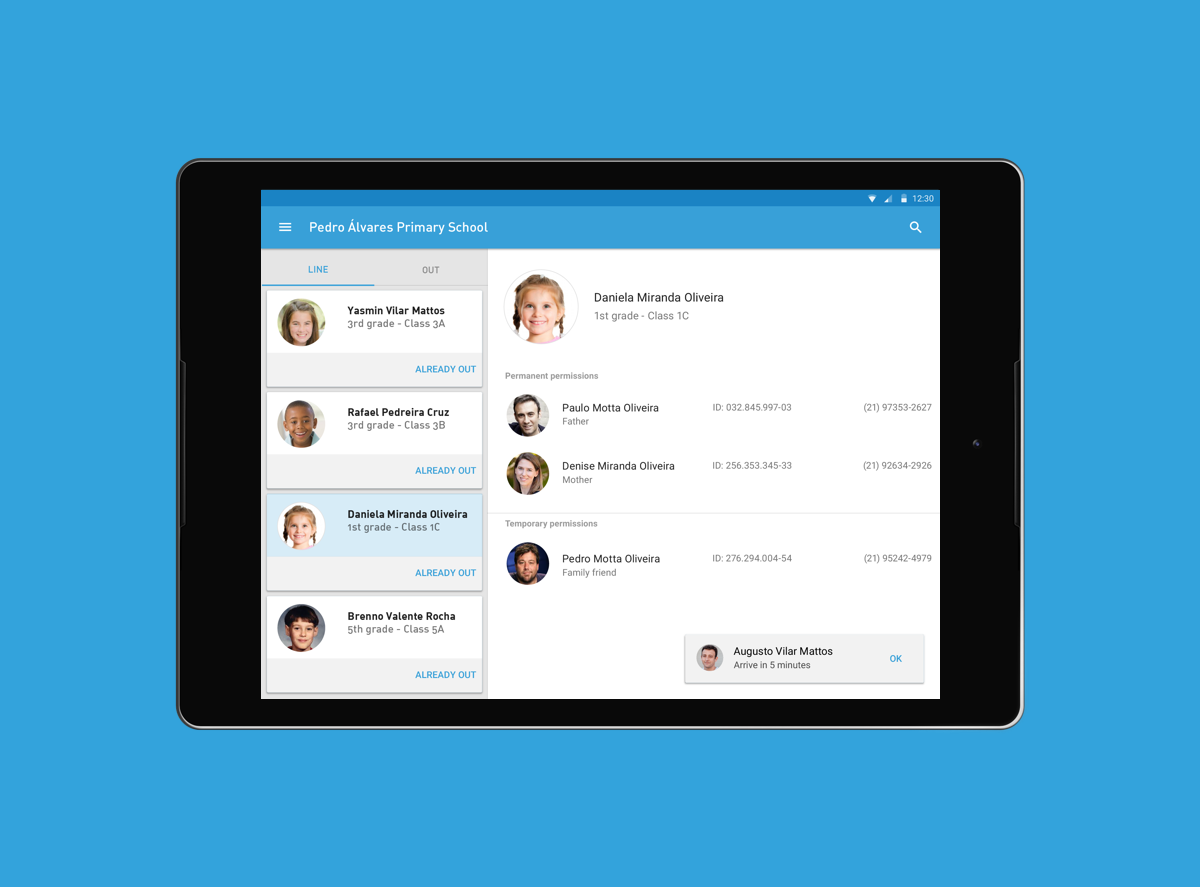 12:30
Pedro Álvares Primary School
LINE
OUT
Yasmin Vilar Mattos
3rd grade - Class 3A
ALREADY OUT
Rafael Pedreira Cruz
3rd grade - Class 3B
ALREADY OUT
Daniela Miranda Oliveira
1st grade - Class 1C
ALREADY OUT
Brenno Valente Rocha
5th grade - Class 5A
ALREADY OUT
Daniela Miranda Oliveira
1st grade - Class 1C
Permanent permissions
Paulo Motta Oliveira ID: 032.845.997-03 (21) 97353-2627
Father
Denise Miranda Oliveira ID: 256.353.345-33 (21) 92634-2926
Mother
Temporary permissions
Pedro Motta Oliveira ID: 276.294.004-54 (21) 95242-4979
Family friend
Augusto Vilar Mattos
Arrive in 5 minutes
OK